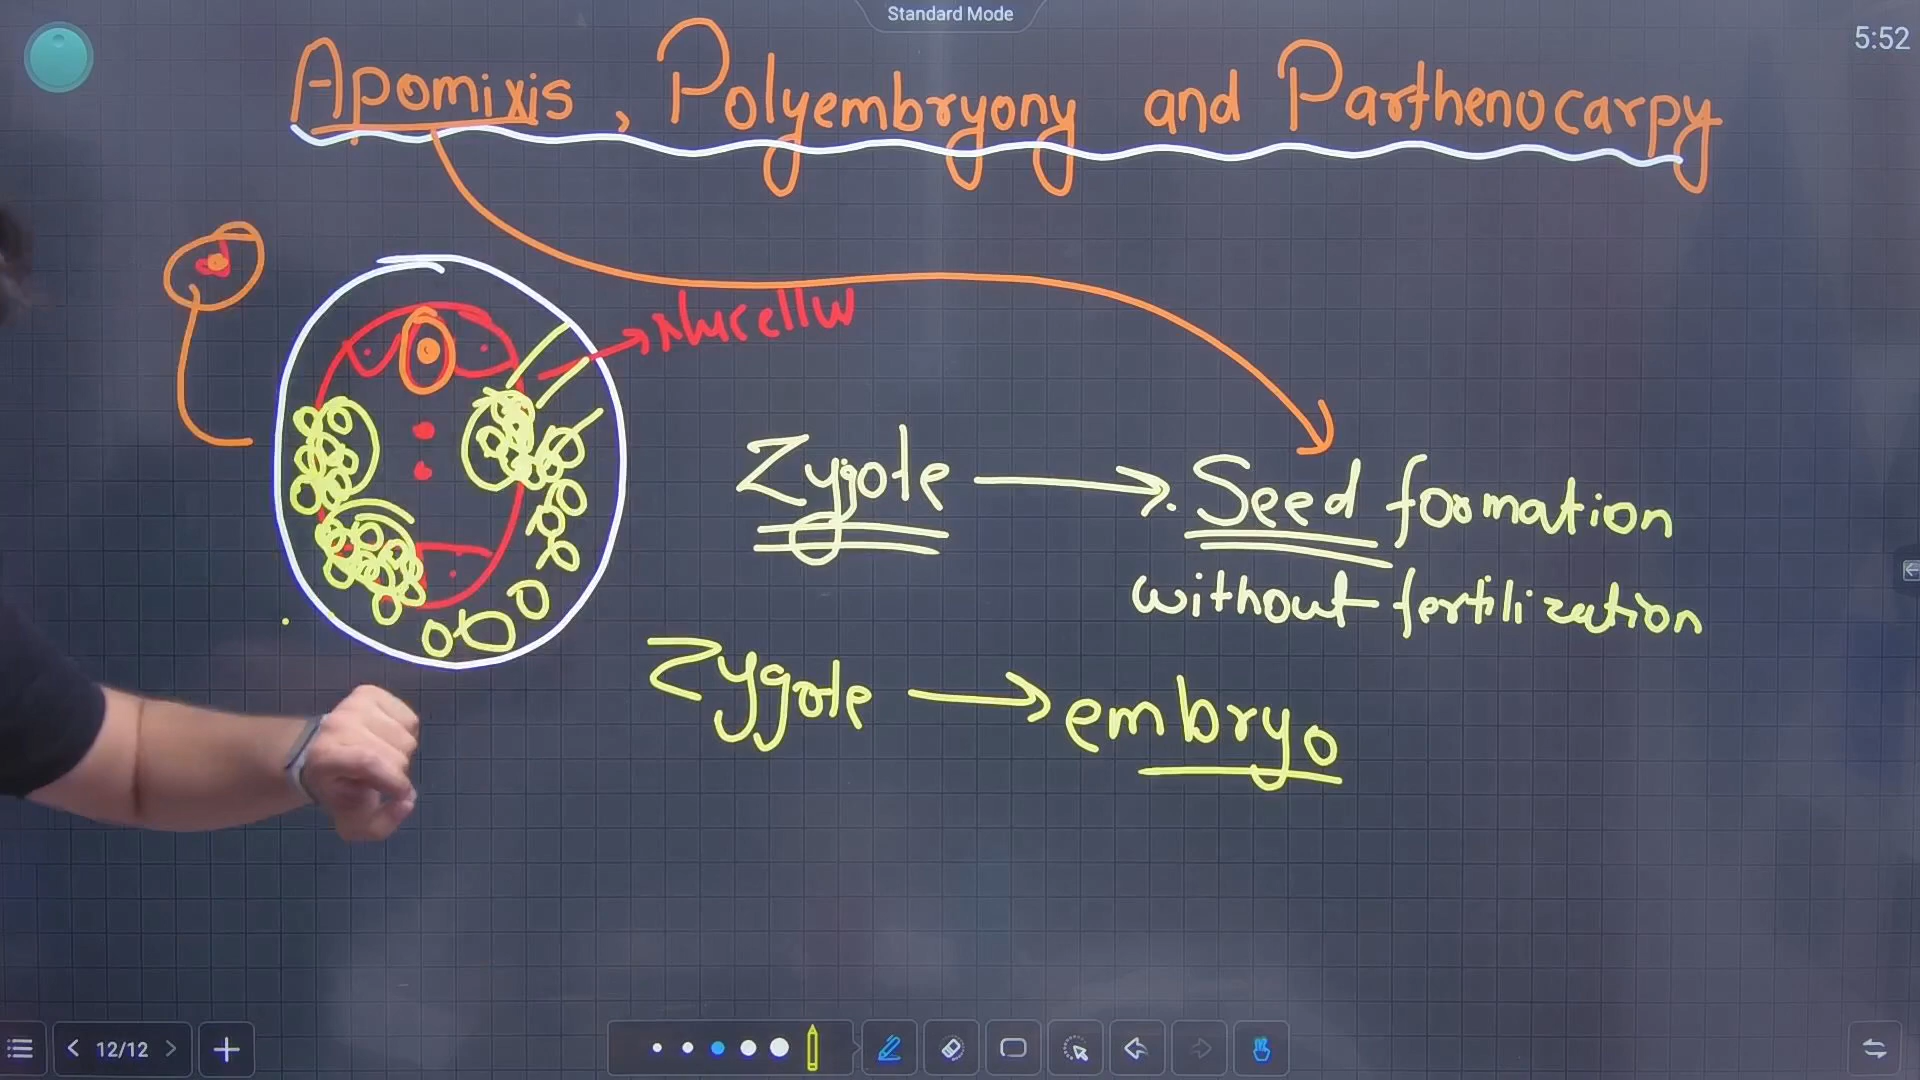 Standard Mode
5:52
Apomixis, Polyembryony and Parthenocarpy
Nucellus
Zygote → Seed formation
without fertilization
Zygote → embryo
12/12